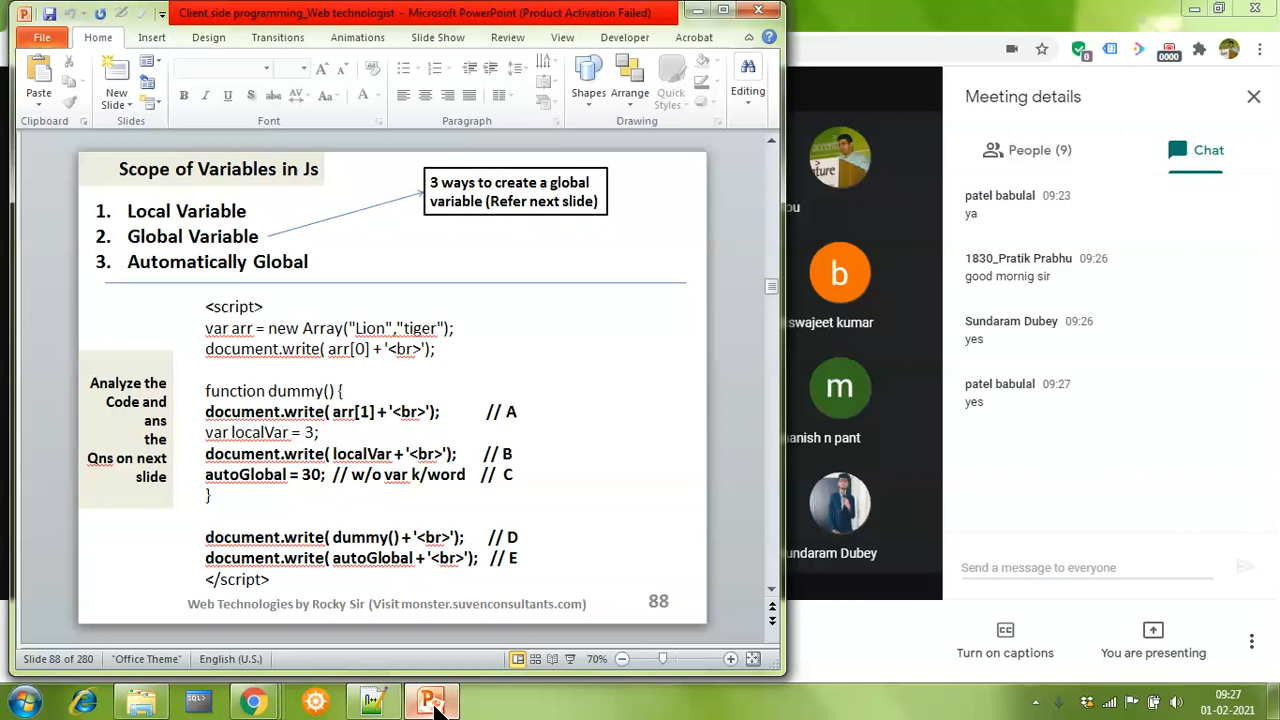 Client side programming_Web technologist - Microsoft PowerPoint (Product Activation Failed)
File Home Insert Design Transitions Animations Slide Show Review View Developer Acrobat
Paste
New Slide
Shapes Arrange Quick Styles
Editing
Clipboard Slides Font Paragraph Drawing
Scope of Variables in Js
3 ways to create a global
variable (Refer next slide)
1. Local Variable
2. Global Variable
3. Automatically Global
<script>
var arr = new Array("Lion","tiger");
document.write( arr[0] + '<br>');
function dummy() {
document.write( arr[1] + '<br>'); // A
var localVar = 3;
document.write( localVar + '<br>'); // B
autoGlobal = 30; // w/o var k/word // C
}
document.write( dummy() + '<br>'); // D
document.write( autoGlobal + '<br>'); // E
</script>
Analyze the
Code and
ans
the
Qns on next
slide
Web Technologies by Rocky Sir (Visit monster.suvenconsultants.com) 88
Slide 88 of 280 "Office Theme" English (U.S.) 70%
0 0000
Meeting details
People (9) Chat
patel babulal 09:23
ya
1830_Pratik Prabhu 09:26
good mornig sir
Sundaram Dubey 09:26
yes
patel babulal 09:27
yes
Send a message to everyone
Turn on captions You are presenting
ou
b
iswajeet kumar
m
anish n pant
undaram Dubey
accent
nture
SQL>
09:27
01-02-2021